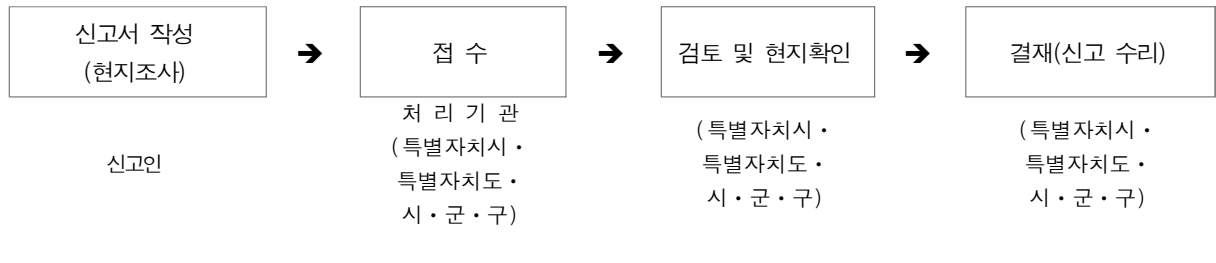 신고서 작성
(현지조사)
➔
접 수
➔
검토 및 현지확인
➔
결재(신고 수리)
신고인
처 리 기 관
(특별자치시・
특별자치도・
시・군・구)
(특별자치시・
특별자치도・
시・군・구)
(특별자치시・
특별자치도・
시・군・구)